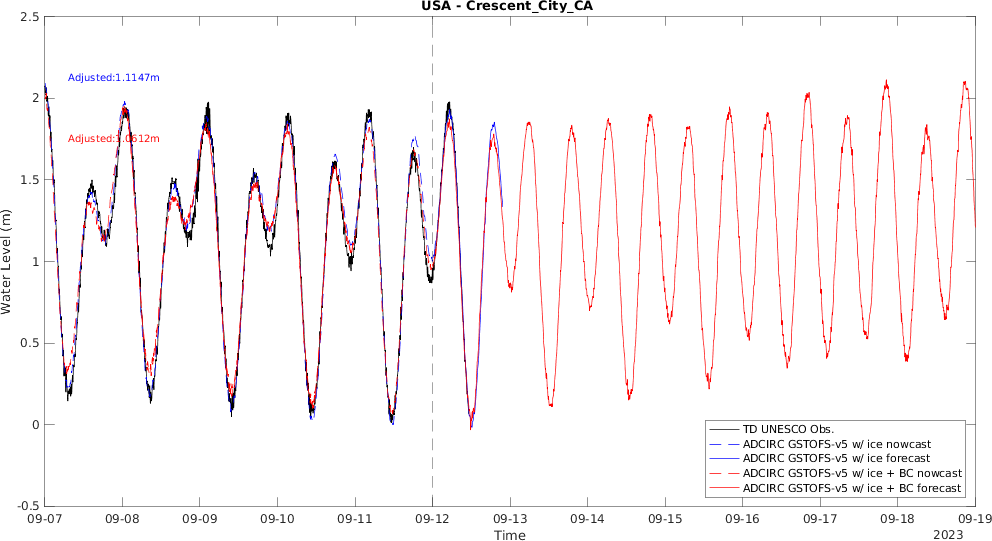 USA - Crescent_City_CA
2.5
2
1.5
1
0.5
0
-0.5
Water Level (m)
Adjusted:1.1147m
Adjusted:1.0612m
TD UNESCO Obs.
ADCIRC GSTOFS-v5 w/ ice nowcast
ADCIRC GSTOFS-v5 w/ ice forecast
ADCIRC GSTOFS-v5 w/ ice + BC nowcast
ADCIRC GSTOFS-v5 w/ ice + BC forecast
09-07 09-08 09-09 09-10 09-11 09-12 09-13 09-14 09-15 09-16 09-17 09-18 09-19
Time
2023